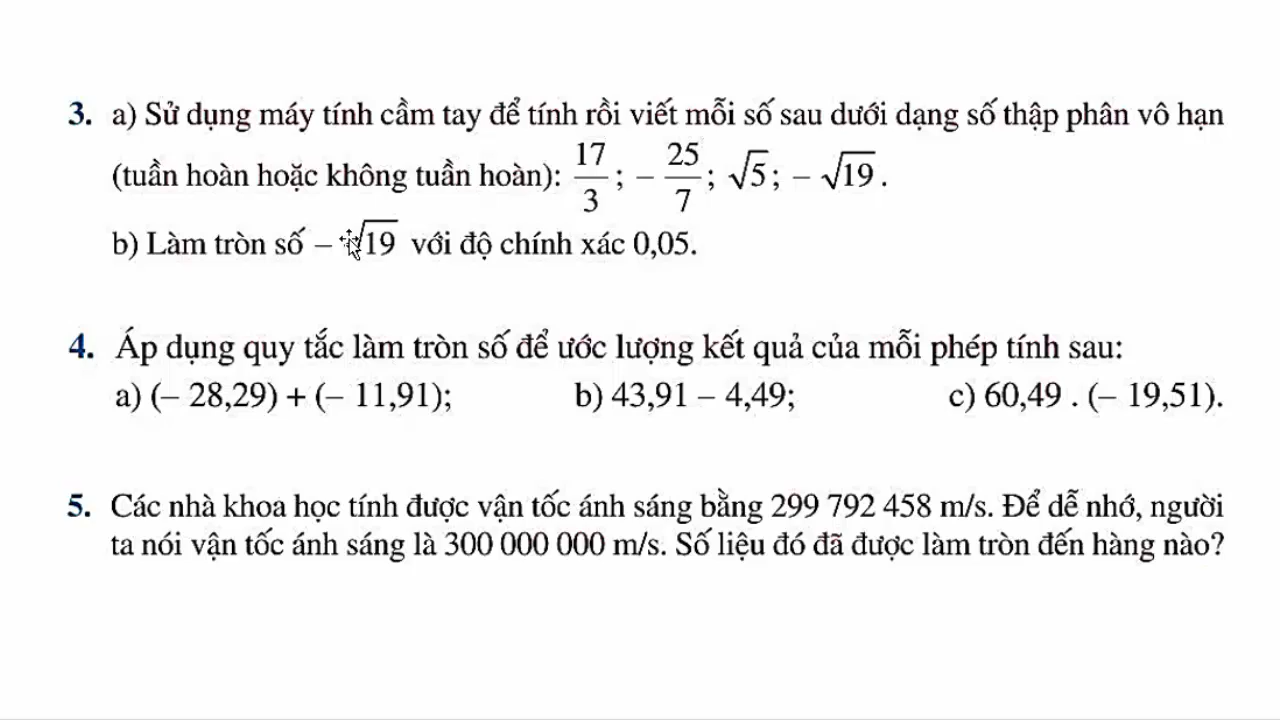 3. a) Sử dụng máy tính cầm tay để tính rồi viết mỗi số sau dưới dạng số thập phân vô hạn
(tuần hoàn hoặc không tuần hoàn): 17/3 ; – 25/7 ; √5; – √19 .
b) Làm tròn số – √19 với độ chính xác 0,05.
4. Áp dụng quy tắc làm tròn số để ước lượng kết quả của mỗi phép tính sau:
a) (– 28,29) + (– 11,91); b) 43,91 – 4,49; c) 60,49 . (– 19,51).
5. Các nhà khoa học tính được vận tốc ánh sáng bằng 299 792 458 m/s. Để dễ nhớ, người
ta nói vận tốc ánh sáng là 300 000 000 m/s. Số liệu đó đã được làm tròn đến hàng nào?